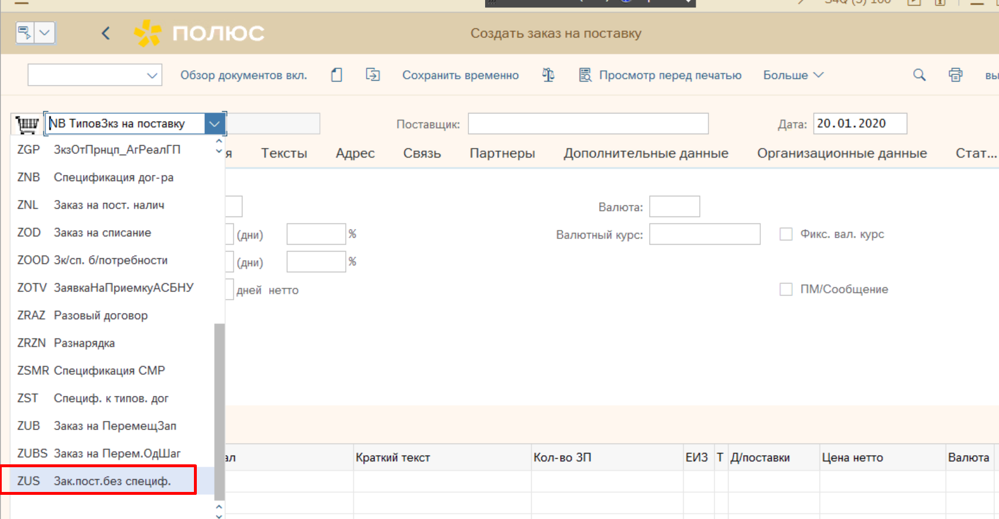 ПОЛЮС
Создать заказ на поставку
Обзор документов вкл.
Сохранить временно
Просмотр перед печатью
Больше
NB ТиповЗкз на поставку
Поставщик:
Дата: 20.01.2020
Тексты
Адрес
Связь
Партнеры
Дополнительные данные
Организационные данные
Стат...
ZGP ЗкзОтПрнцп_АгРеалГП
ZNB Спецификация дог-ра
ZNL Заказ на пост. налич
ZOD Заказ на списание
ZOOD Зк/сп. б/потребности
ZOTV ЗаявкаНаПриемкуАСБНУ
ZRAZ Разовый договор
ZRZN Разнарядка
ZSMR Спецификация СМР
ZST Специф. к типов. дог
ZUB Заказ на ПеремещЗап
ZUBS Заказ на Перем.ОдШаг
ZUS Зак.пост.без специф.
Валюта:
(дни) %
Валютный курс:
Фикс. вал. курс
(дни) %
дней нетто
ПМ/Сообщение
ал
Краткий текст
Кол-во ЗП
ЕИЗ
Т
Д/поставки
Цена нетто
Валюта